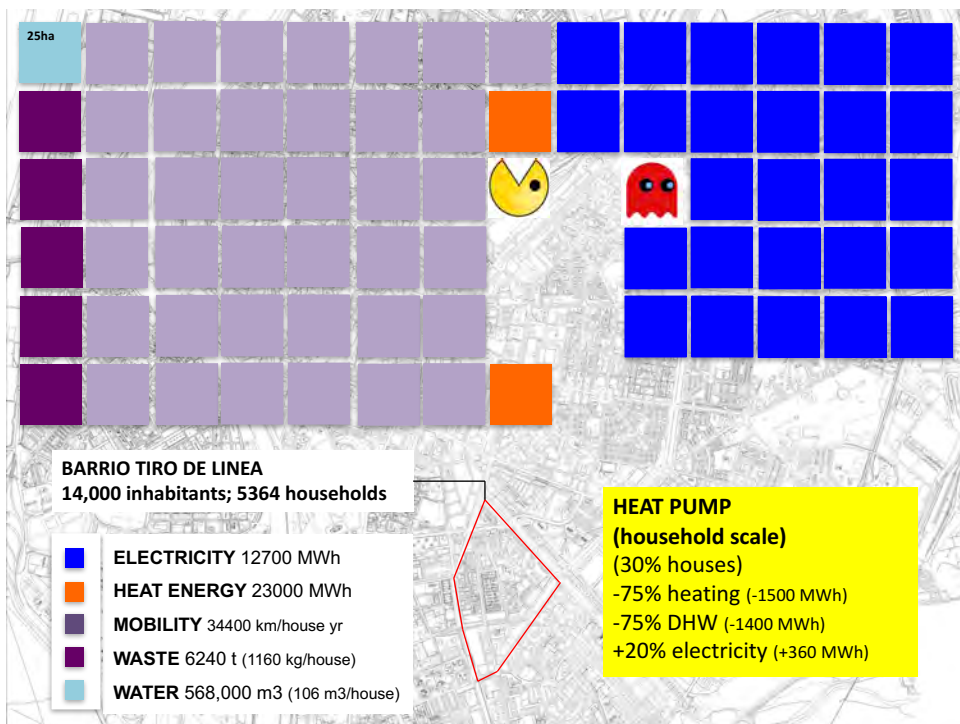 25ha
BARRIO TIRO DE LINEA
14,000 inhabitants; 5364 households
ELECTRICITY 12700 MWh
HEAT ENERGY 23000 MWh
MOBILITY 34400 km/house yr
WASTE 6240 t (1160 kg/house)
WATER 568,000 m3 (106 m3/house)
HEAT PUMP
(household scale)
(30% houses)
-75% heating (-1500 MWh)
-75% DHW (-1400 MWh)
+20% electricity (+360 MWh)